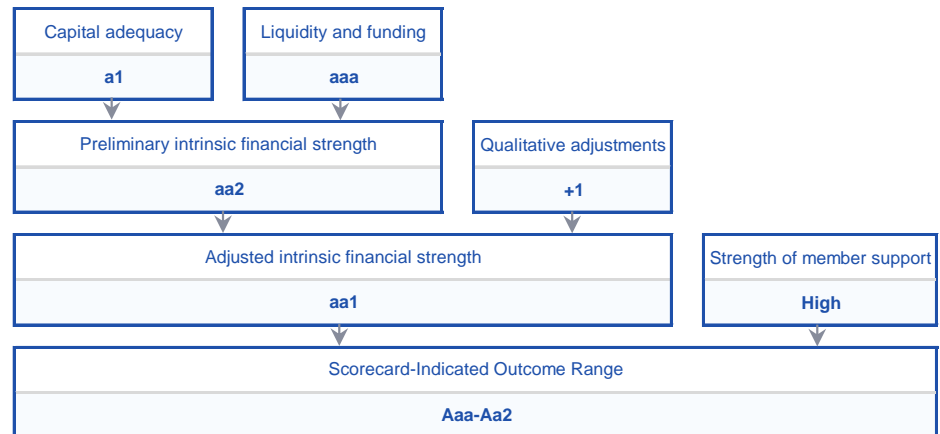 Capital adequacy
Liquidity and funding
a1
aaa
Preliminary intrinsic financial strength
Qualitative adjustments
aa2
+1
Adjusted intrinsic financial strength
Strength of member support
aa1
High
Scorecard-Indicated Outcome Range
Aaa-Aa2